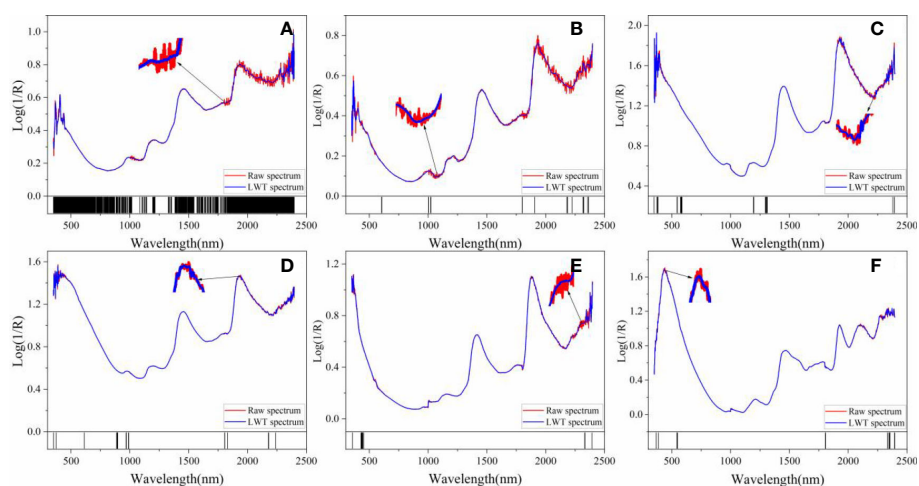 A
Log(1/R)
1.0
0.8
0.6
0.4
0.2
0.0
Raw spectrum
LWT spectrum
500 1000 1500 2000 2500
Wavelength(nm)
B
Log(1/R)
1.0
0.8
0.6
0.4
0.2
0.0
Raw spectrum
LWT spectrum
500 1000 1500 2000 2500
Wavelength(nm)
C
Log(1/R)
2.0
1.6
1.2
0.8
0.4
Raw spectrum
LWT spectrum
500 1000 1500 2000 2500
Wavelength(nm)
D
Log(1/R)
1.6
1.2
0.8
0.4
0.0
Raw spectrum
LWT spectrum
500 1000 1500 2000 2500
Wavelength(nm)
E
Log(1/R)
1.2
0.9
0.6
0.3
0.0
Raw spectrum
LWT spectrum
500 1000 1500 2000 2500
Wavelength(nm)
F
Log(1/R)
1.6
1.2
0.8
0.4
0.0
Raw spectrum
LWT spectrum
500 1000 1500 2000 2500
Wavelength(nm)